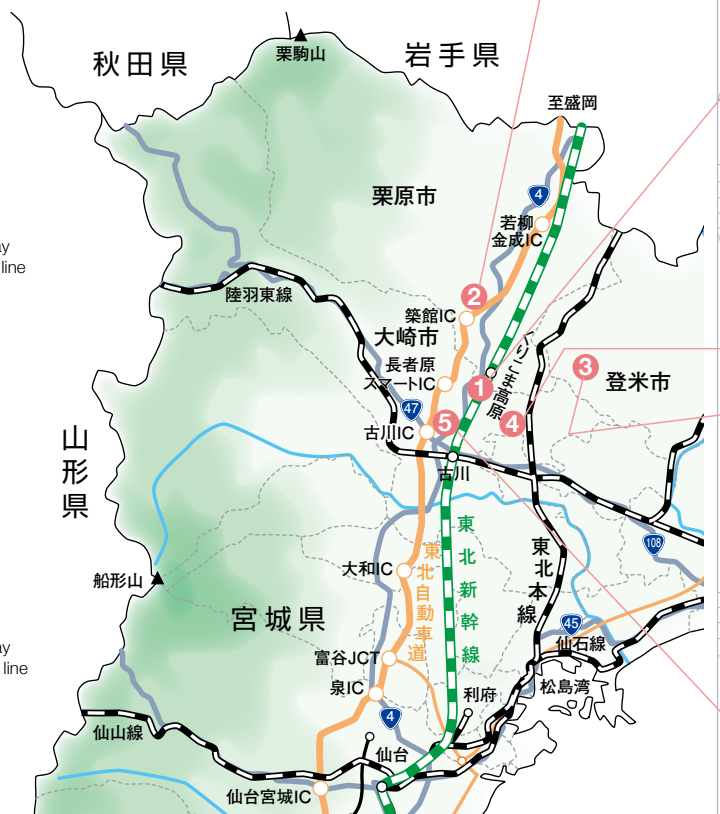 秋田県
栗駒山
岩手県
至盛岡
栗原市
4
若柳
金成IC
ay
line
陸羽東線
2
築館IC
大崎市
長者原
スマートIC
くりこま高原
1
3
登米市
47
4
5
古川IC
古川
山形県
東北新幹線
東北自動車道
東北本線
108
大和IC
船形山
宮城県
45
仙石線
ay
line
富谷JCT
泉IC
松島湾
利府
4
仙山線
仙台
仙台宮城IC